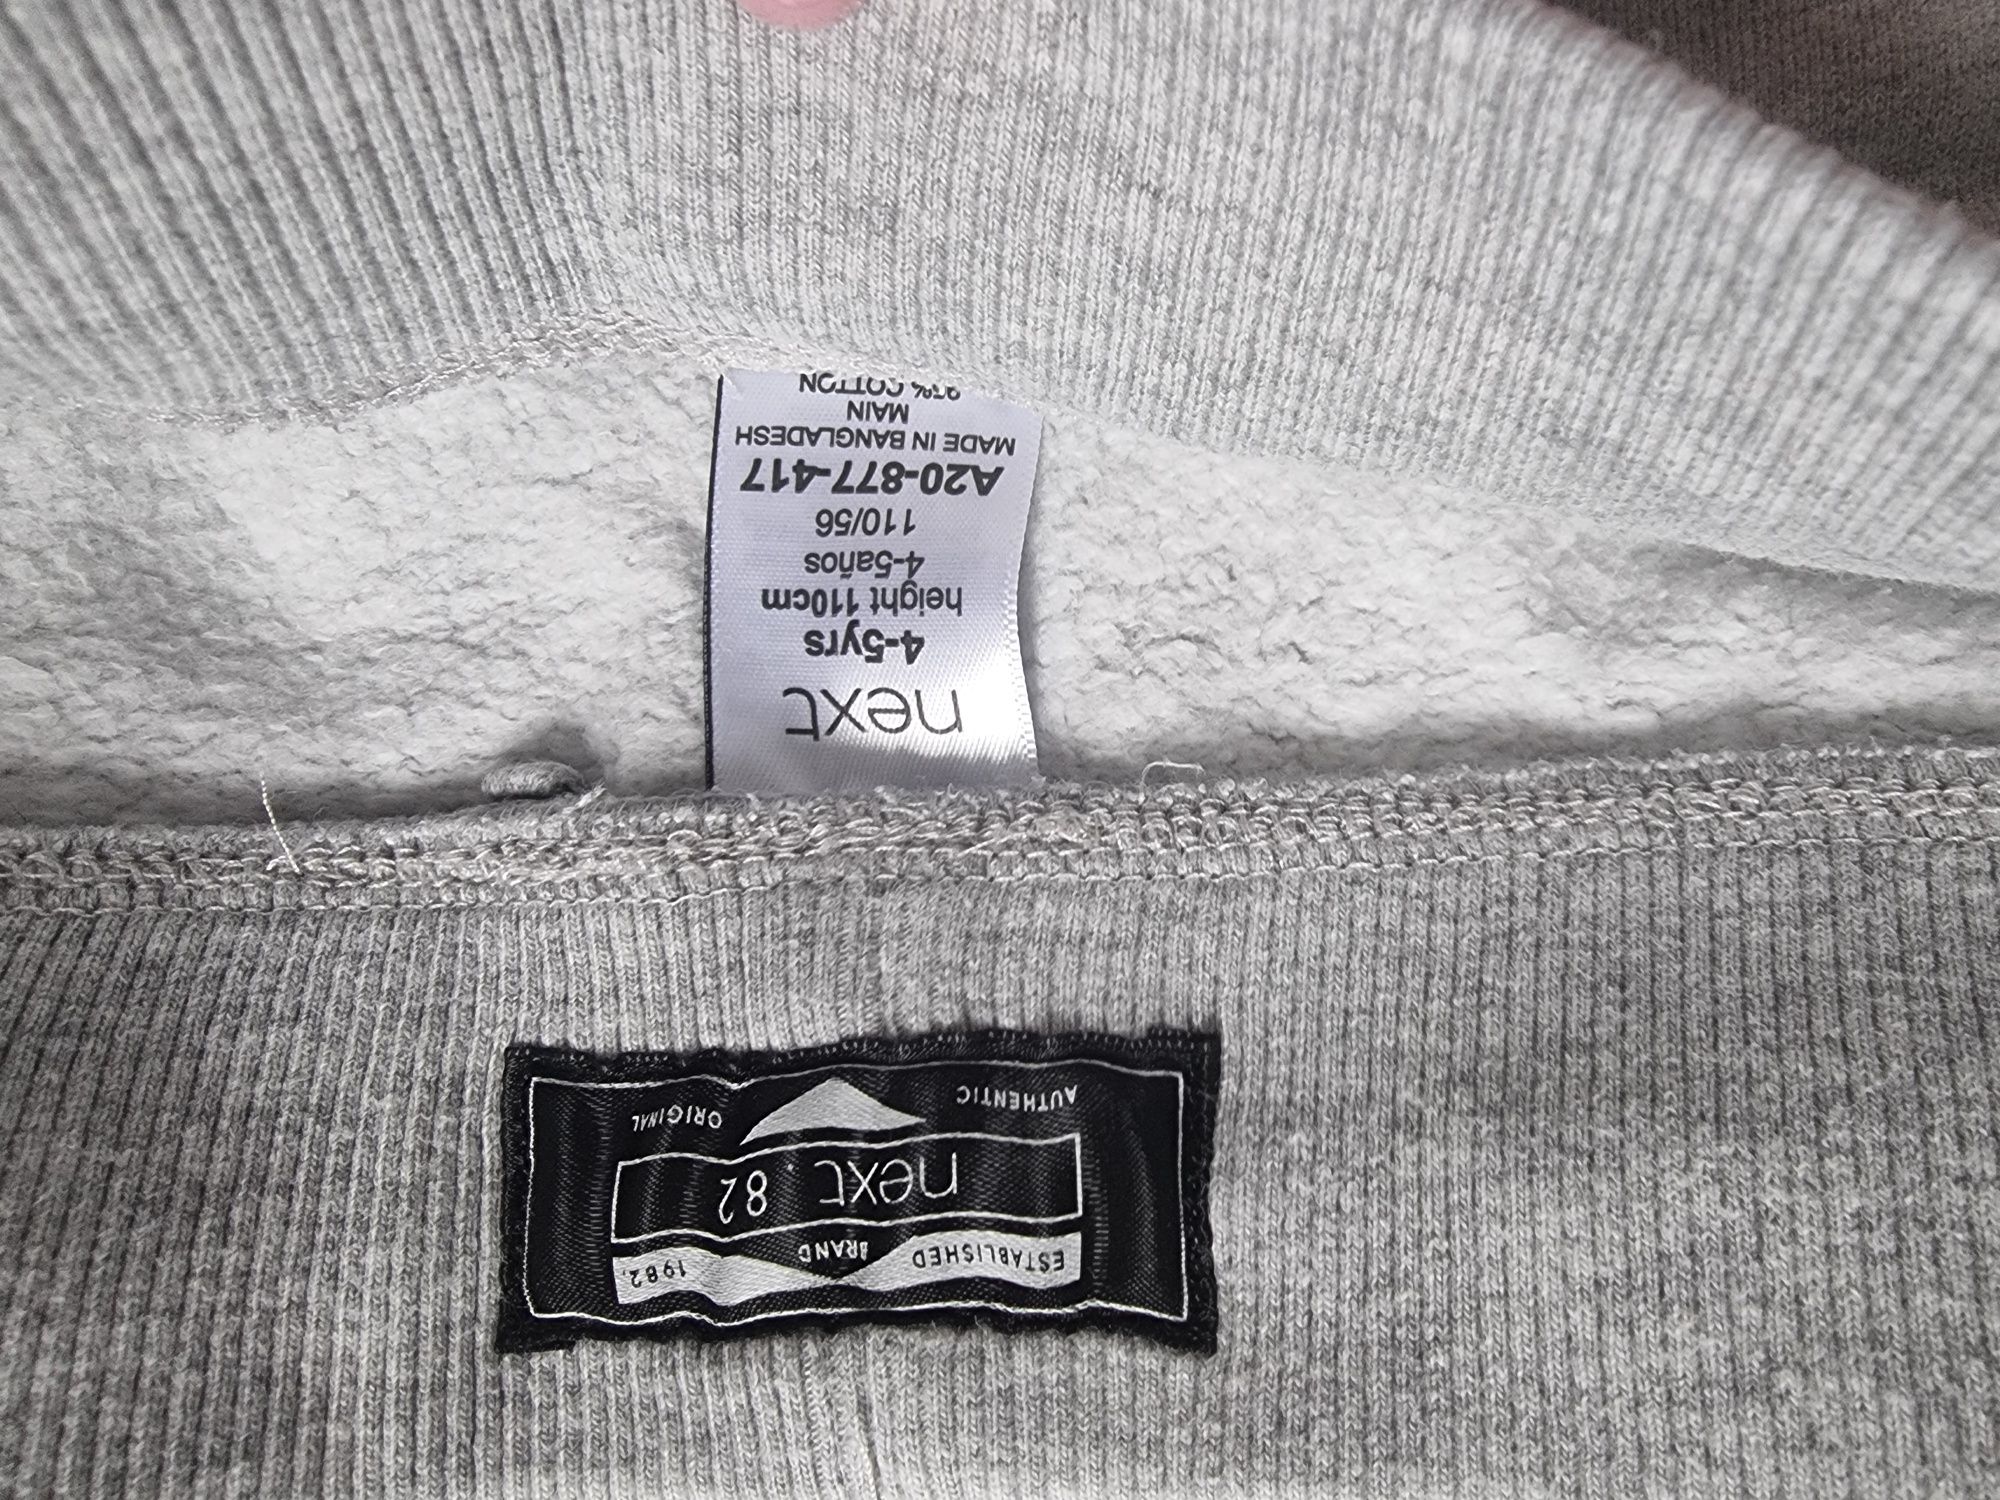 next
4-5yrs
height 110cm
4-5años
110/56
A20-877-417
MADE IN BANGLADESH
MAIN
COTTON
ESTABLISHED BRAND 1982.
next 82
AUTHENTIC ORIGINAL